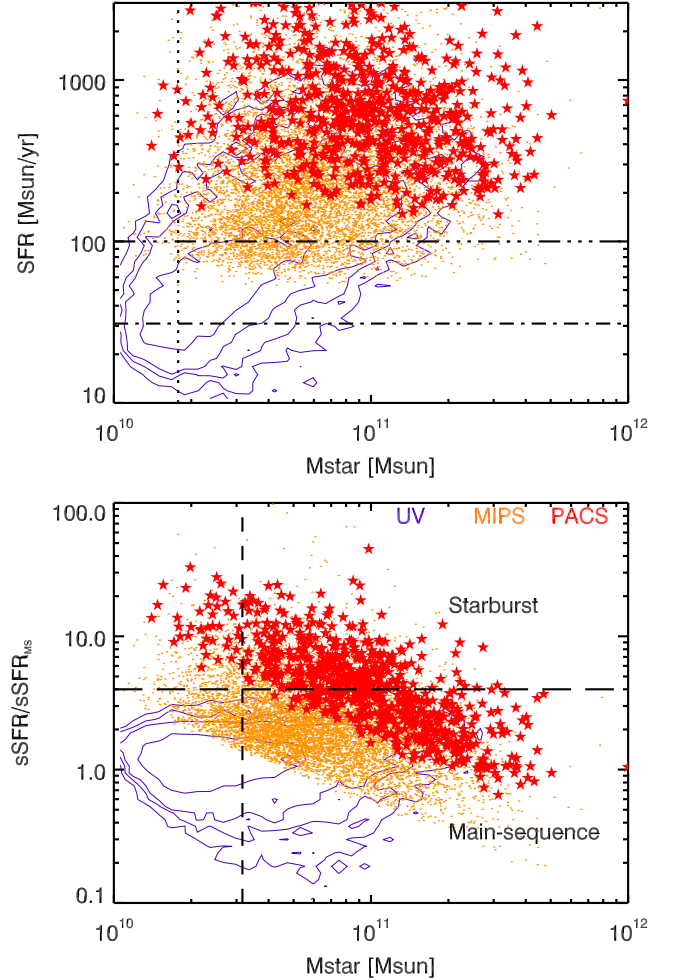 1000
SFR [Msun/yr]
100
10
10^10 10^11 10^12
Mstar [Msun]
100.0 UV MIPS PACS
Starburst
10.0
sSFR/sSFR_MS
1.0
Main-sequence
0.1
10^10 10^11 10^12
Mstar [Msun]